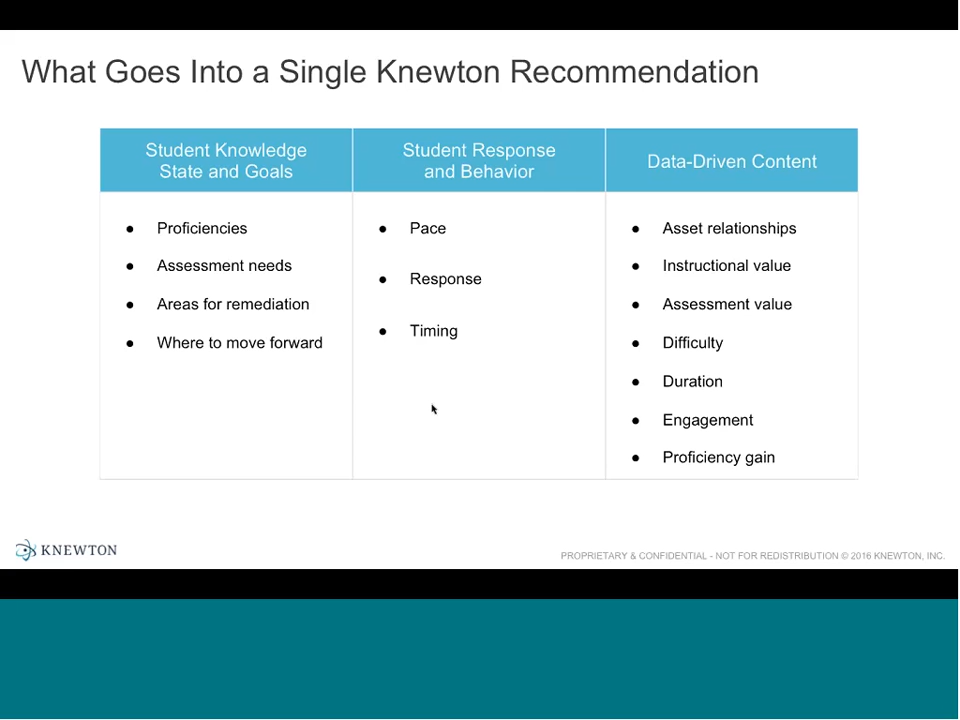 What Goes Into a Single Knewton Recommendation
Student Knowledge
State and Goals
● Proficiencies
● Assessment needs
● Areas for remediation
● Where to move forward
Student Response
and Behavior
● Pace
● Response
● Timing
Data-Driven Content
● Asset relationships
● Instructional value
● Assessment value
● Difficulty
● Duration
● Engagement
● Proficiency gain
KNEWTON
PROPRIETARY & CONFIDENTIAL - NOT FOR REDISTRIBUTION © 2016 KNEWTON, INC.